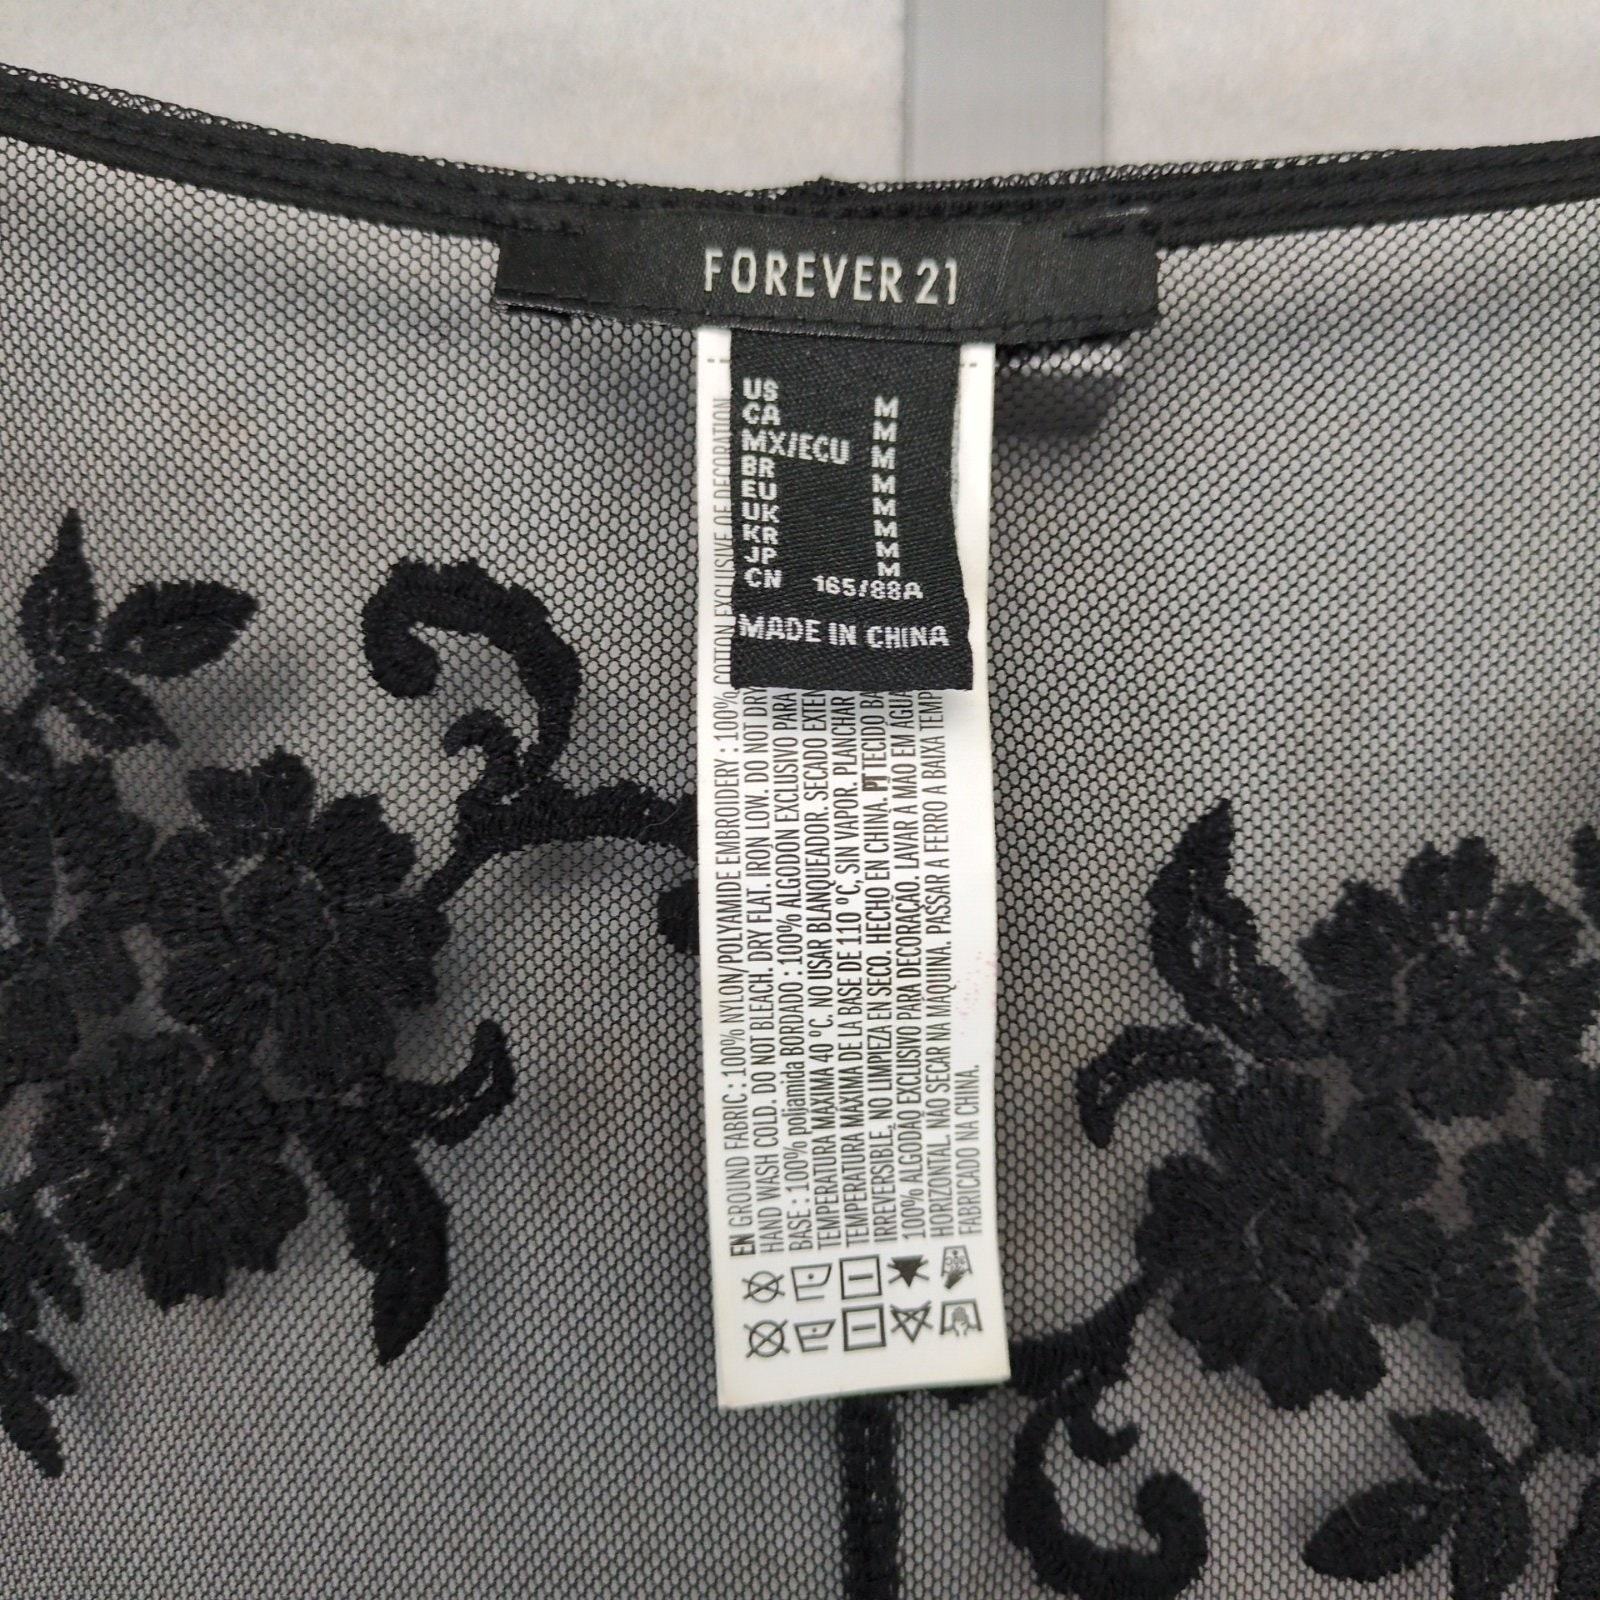 FOREVER 21
US M
CA M
MX/ECU M
BR M
EU M
UK M
KR M
JP M
CN 165/88A
MADE IN CHINA
EN GROUND FABRIC : 100% NYLON/POLYAMIDE EMBROIDERY : 100% COTTON EXCLUSIVE OF DECORATION
HAND WASH COLD. DO NOT BLEACH. DRY FLAT. IRON LOW. DO NOT DRY
BASE : 100% poliamida BORDADO : 100% ALGODON EXCLUSIVO PARA
TEMPERATURA MÁXIMA 40 ºC. NO USAR BLANQUEADOR. SECADO EXTEN
TEMPERATURA MÁXIMA DE LA BASE DE 110 ºC, SIN VAPOR. PLANCHAR
IRREVERSIBLE. NO LIMPIEZA EN SECO. HECHO EN CHINA. PT TECIDO BA
100% ALGODÃO EXCLUSIVO PARA DECORAÇÃO. LAVAR A MÃO EM ÁGUA
HORIZONTAL. NÃO SECAR NA MÁQUINA. PASSAR A FERRO A BAIXA TEMP
FABRICADO NA CHINA.